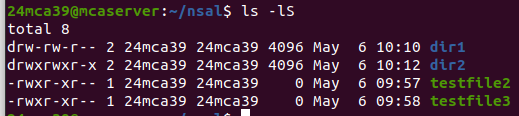 24mca39@mcaserver:~/nsal$ ls -lS
total 8
drw-rw-r-- 2 24mca39 24mca39 4096 May  6 10:10 dir1
drwxrwxr-x 2 24mca39 24mca39 4096 May  6 10:12 dir2
-rwxr-xr-- 1 24mca39 24mca39    0 May  6 09:57 testfile2
-rwxr-xr-- 1 24mca39 24mca39    0 May  6 09:58 testfile3